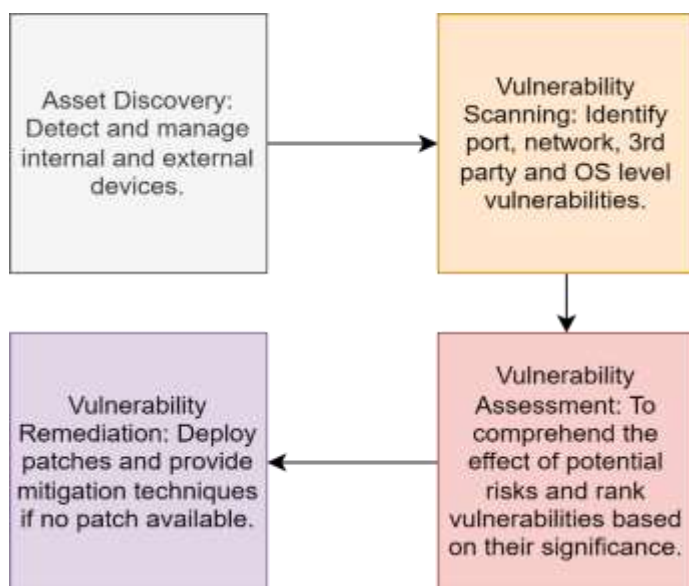 Asset Discovery:
Detect and manage
internal and external
devices.
Vulnerability
Scanning: Identify
port, network, 3rd
party and OS level
vulnerabilities.
Vulnerability
Assessment: To
comprehend the
effect of potential
risks and rank
vulnerabilities based
on their significance.
Vulnerability
Remediation: Deploy
patches and provide
mitigation techniques
if no patch available.